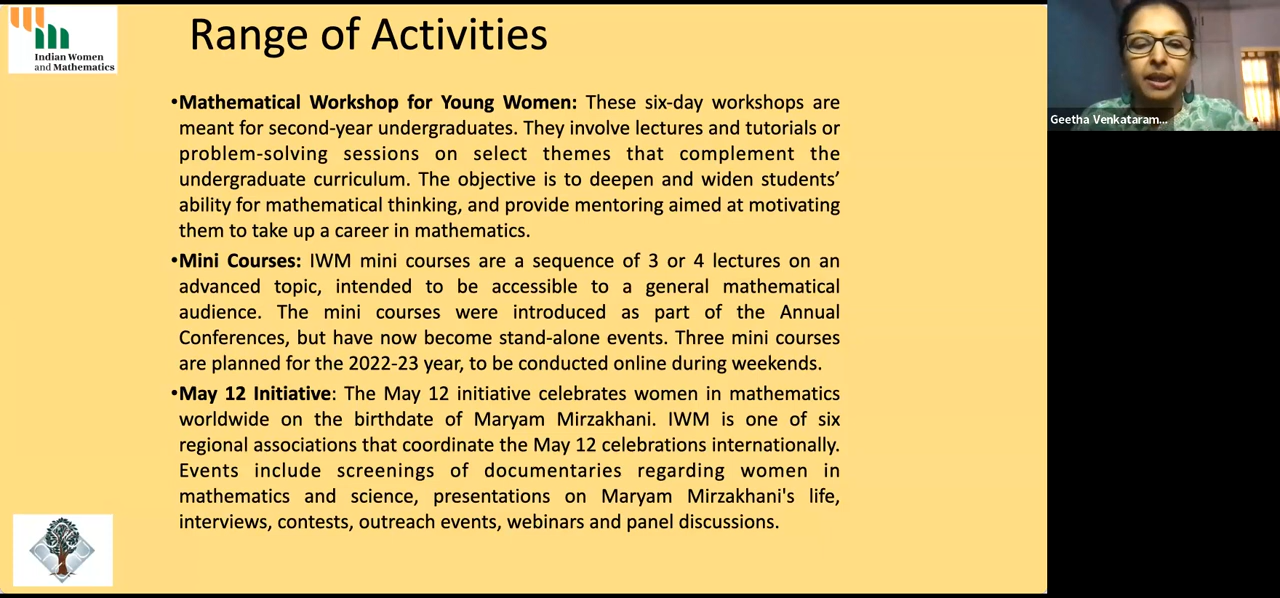 Range of Activities
Indian Women
and Mathematics
•Mathematical Workshop for Young Women: These six-day workshops are
meant for second-year undergraduates. They involve lectures and tutorials or
problem-solving sessions on select themes that complement the
undergraduate curriculum. The objective is to deepen and widen students’
ability for mathematical thinking, and provide mentoring aimed at motivating
them to take up a career in mathematics.
•Mini Courses: IWM mini courses are a sequence of 3 or 4 lectures on an
advanced topic, intended to be accessible to a general mathematical
audience. The mini courses were introduced as part of the Annual
Conferences, but have now become stand-alone events. Three mini courses
are planned for the 2022-23 year, to be conducted online during weekends.
•May 12 Initiative: The May 12 initiative celebrates women in mathematics
worldwide on the birthdate of Maryam Mirzakhani. IWM is one of six
regional associations that coordinate the May 12 celebrations internationally.
Events include screenings of documentaries regarding women in
mathematics and science, presentations on Maryam Mirzakhani's life,
interviews, contests, outreach events, webinars and panel discussions.
Geetha Venkataram...